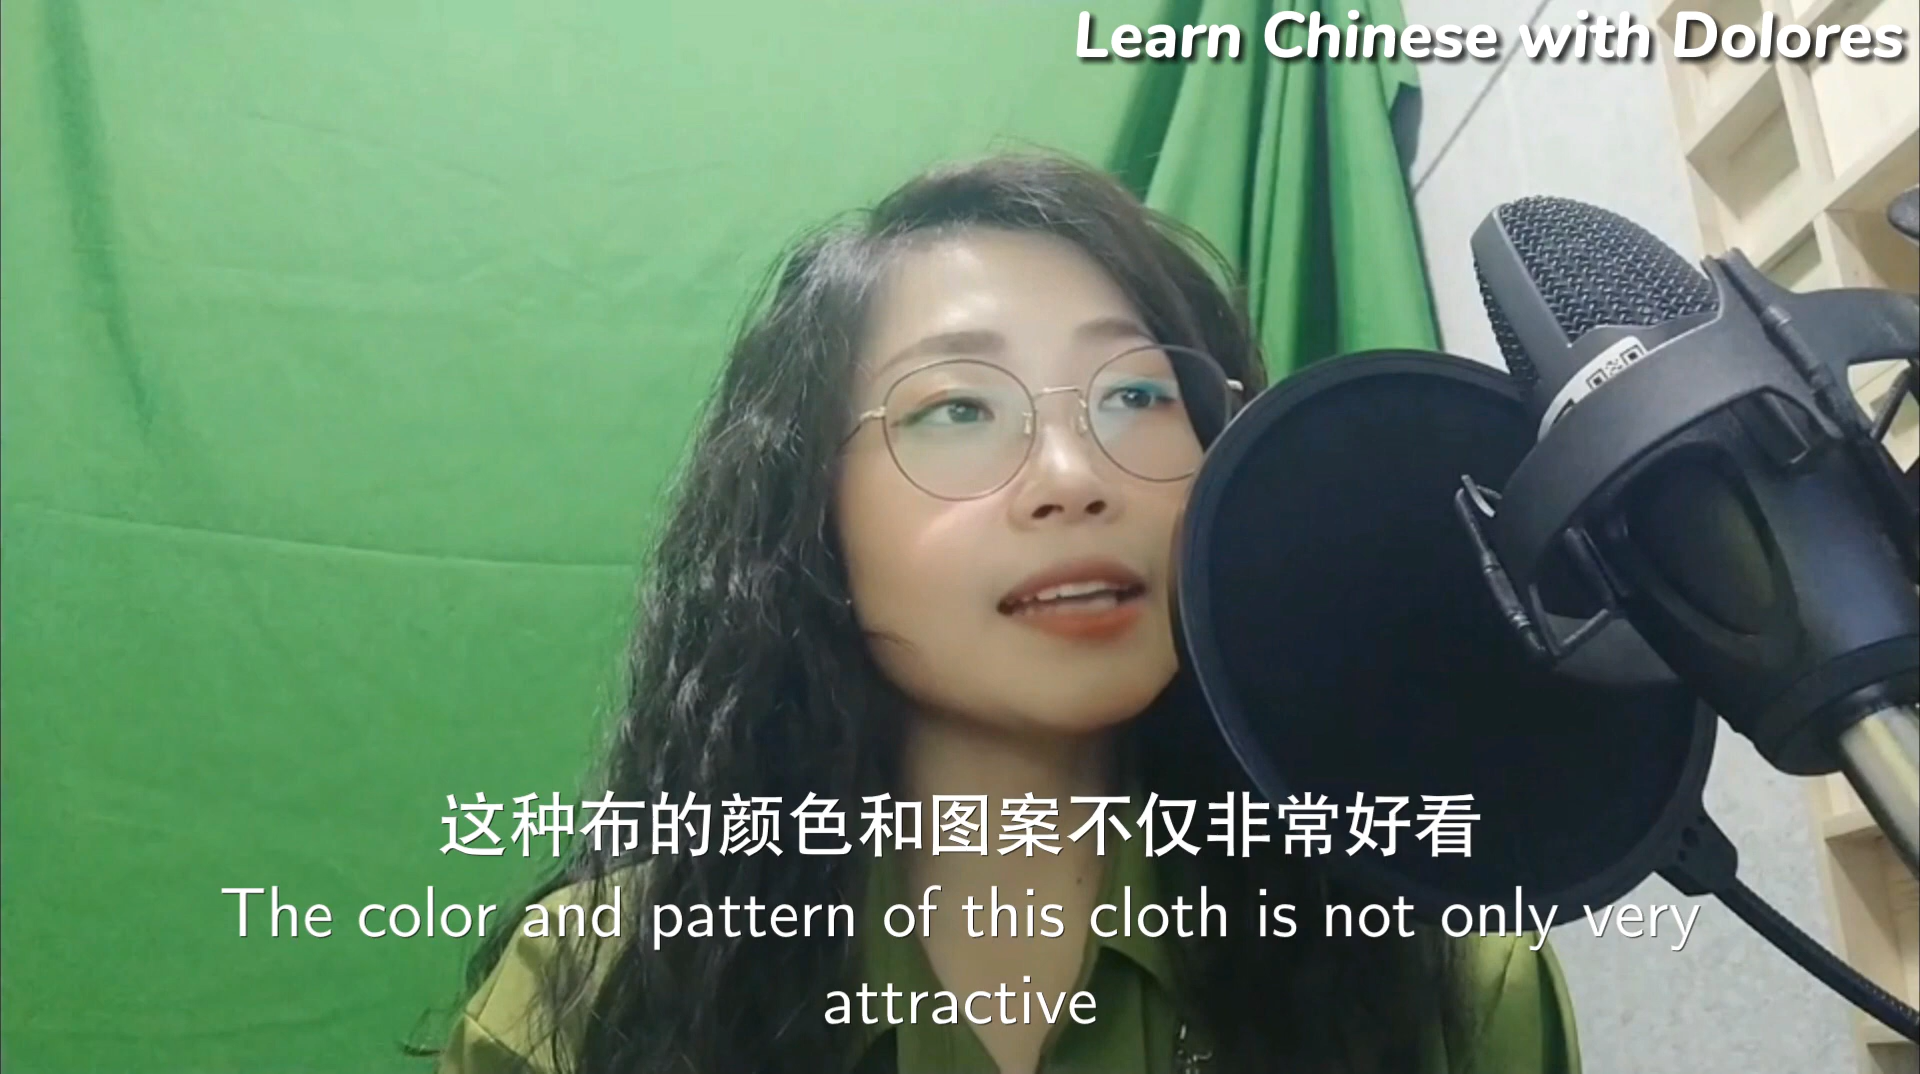 Learn Chinese with Dolores
这种布的颜色和图案不仅非常好看
The color and pattern of this cloth is not only very
attractive